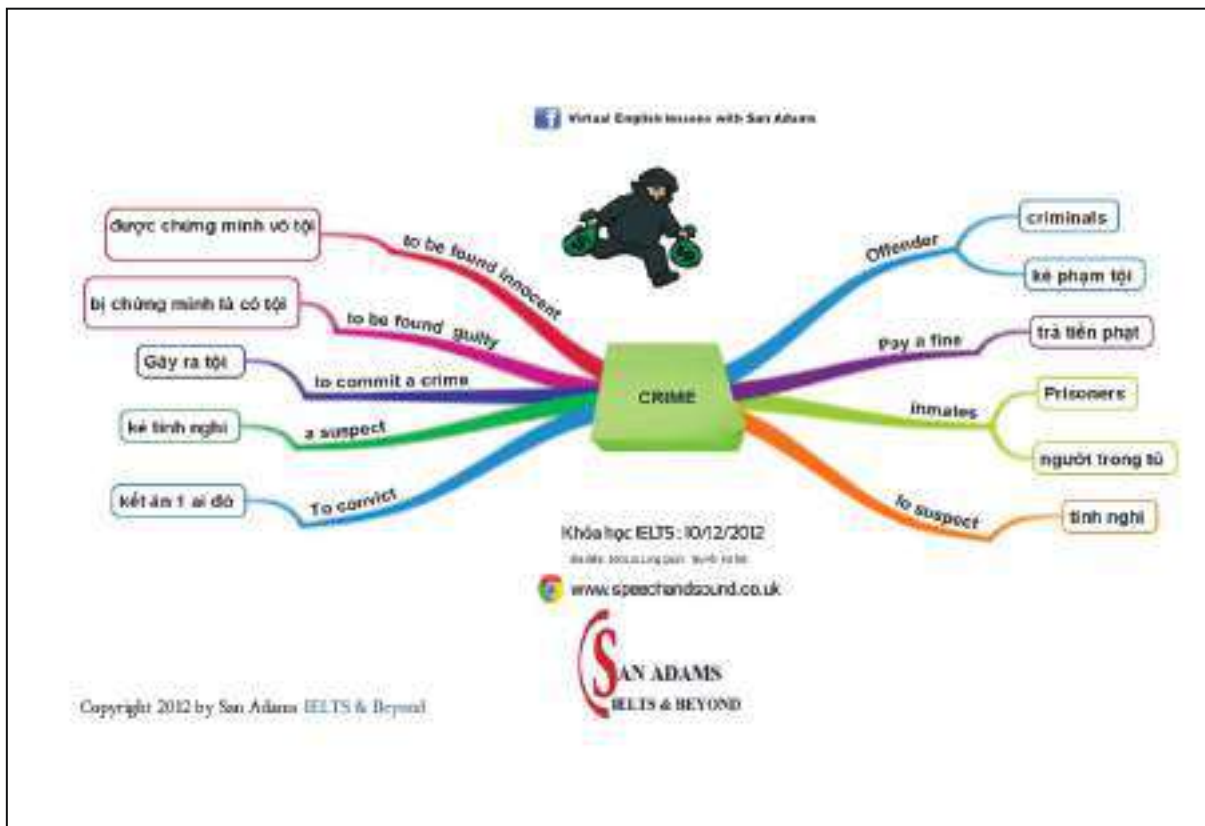 Virtual English lessons with San Adams
được chứng minh vô tội
to be found innocent
bị chứng minh là có tội
to be found guilty
Gây ra tội
to commit a crime
kẻ tình nghi
a suspect
kết án 1 ai đó
To convict
CRIME
Offender
criminals
kẻ phạm tội
Pay a fine
trả tiền phạt
inmates
Prisoners
người trong tù
to suspect
tình nghi
Khóa học IELTS : 10/12/2012
www.speechandsound.co.uk
SAN ADAMS
IELTS & BEYOND
Copyright 2012 by San Adams IELTS & Beyond